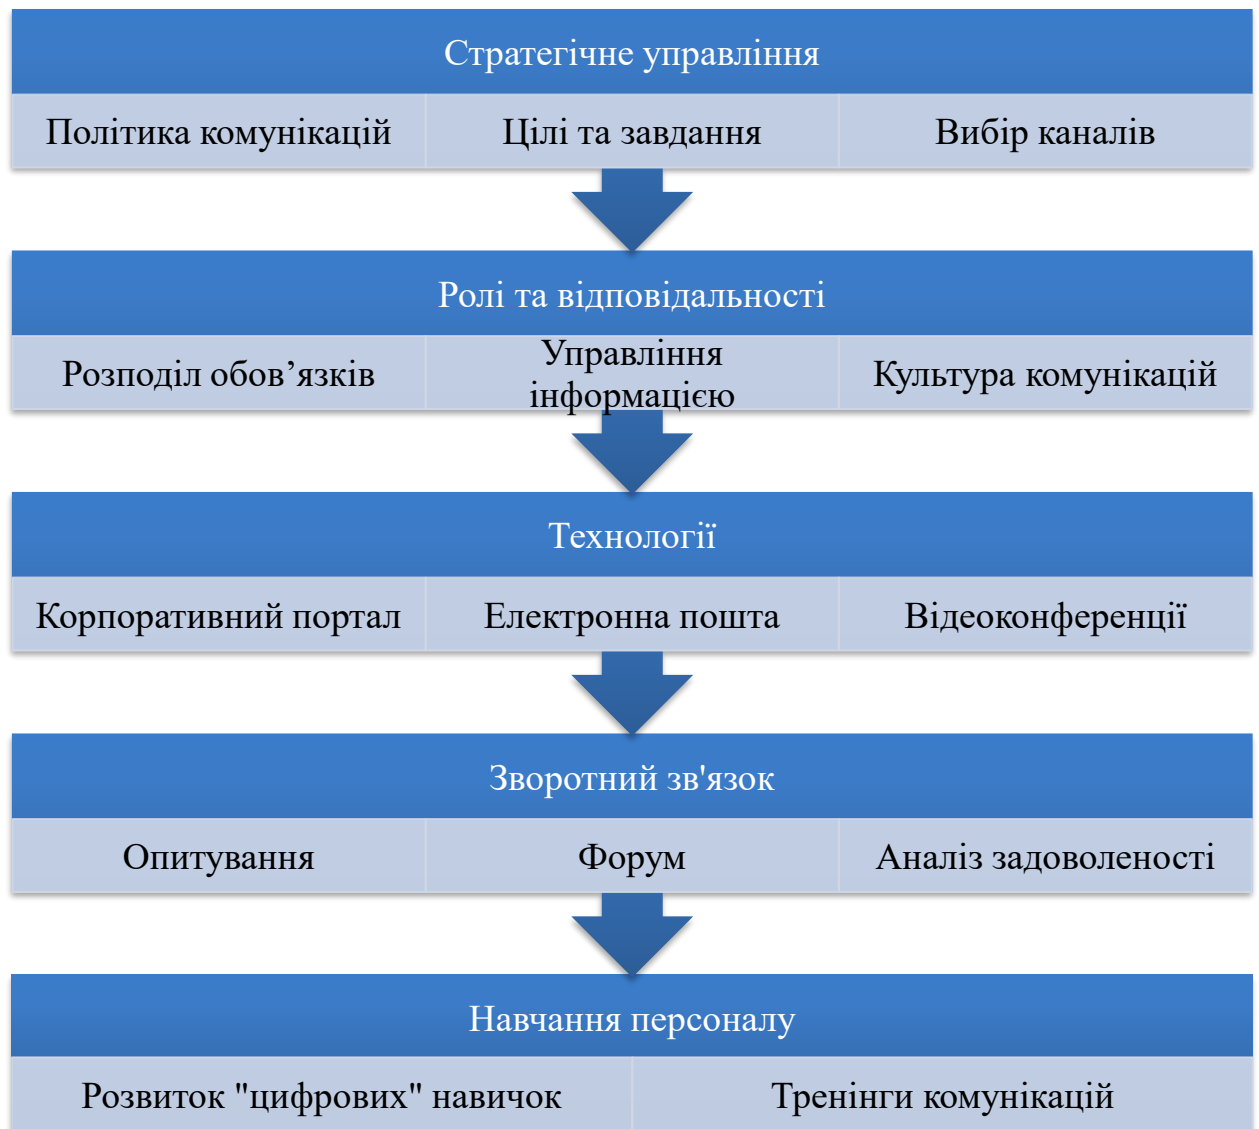 Стратегічне управління
Політика комунікацій
Цілі та завдання
Вибір каналів
Ролі та відповідальності
Розподіл обов’язків
Управління
інформацією
Культура комунікацій
Технології
Корпоративний портал
Електронна пошта
Відеоконференції
Зворотний зв'язок
Опитування
Форум
Аналіз задоволеності
Навчання персоналу
Розвиток "цифрових" навичок
Тренінги комунікацій